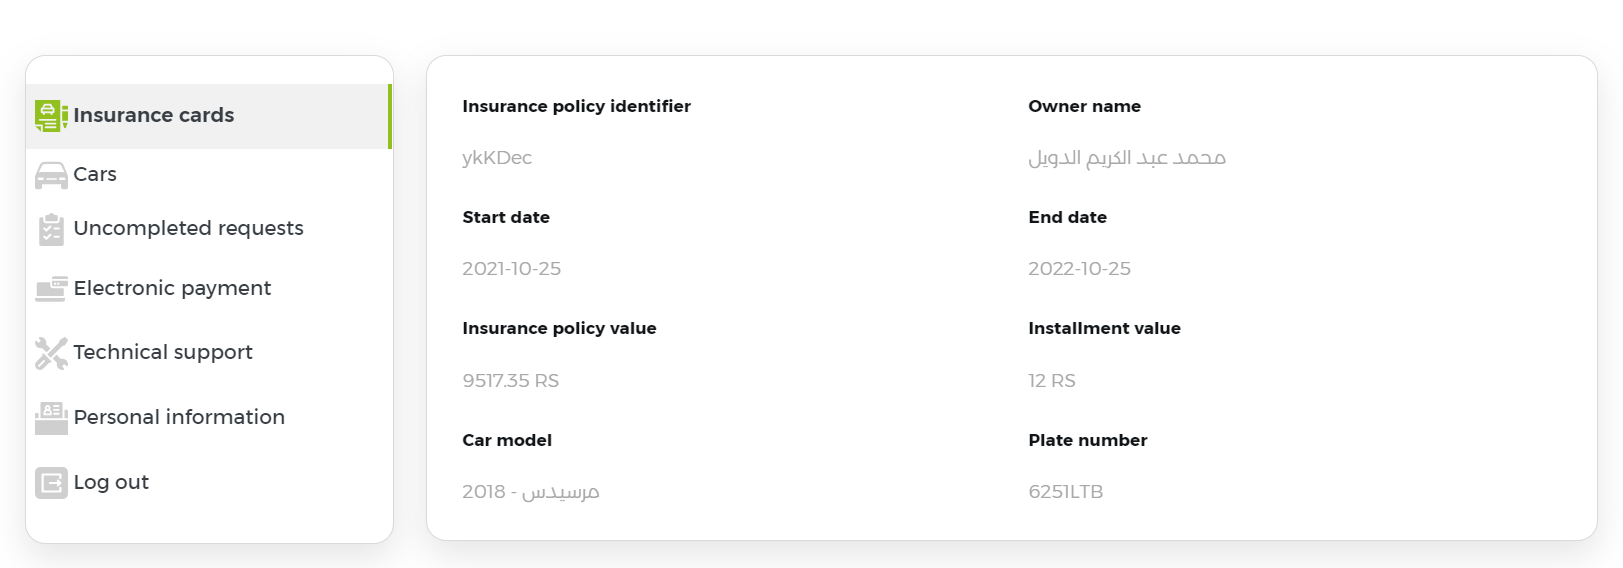 Insurance cards
Cars
Uncompleted requests
Electronic payment
Technical support
Personal information
Log out
Insurance policy identifier
ykKDec
Owner name
محمد عبد الكريم الدويل
Start date
2021-10-25
End date
2022-10-25
Insurance policy value
9517.35 RS
Installment value
12 RS
Car model
مرسيدس - 2018
Plate number
6251LTB